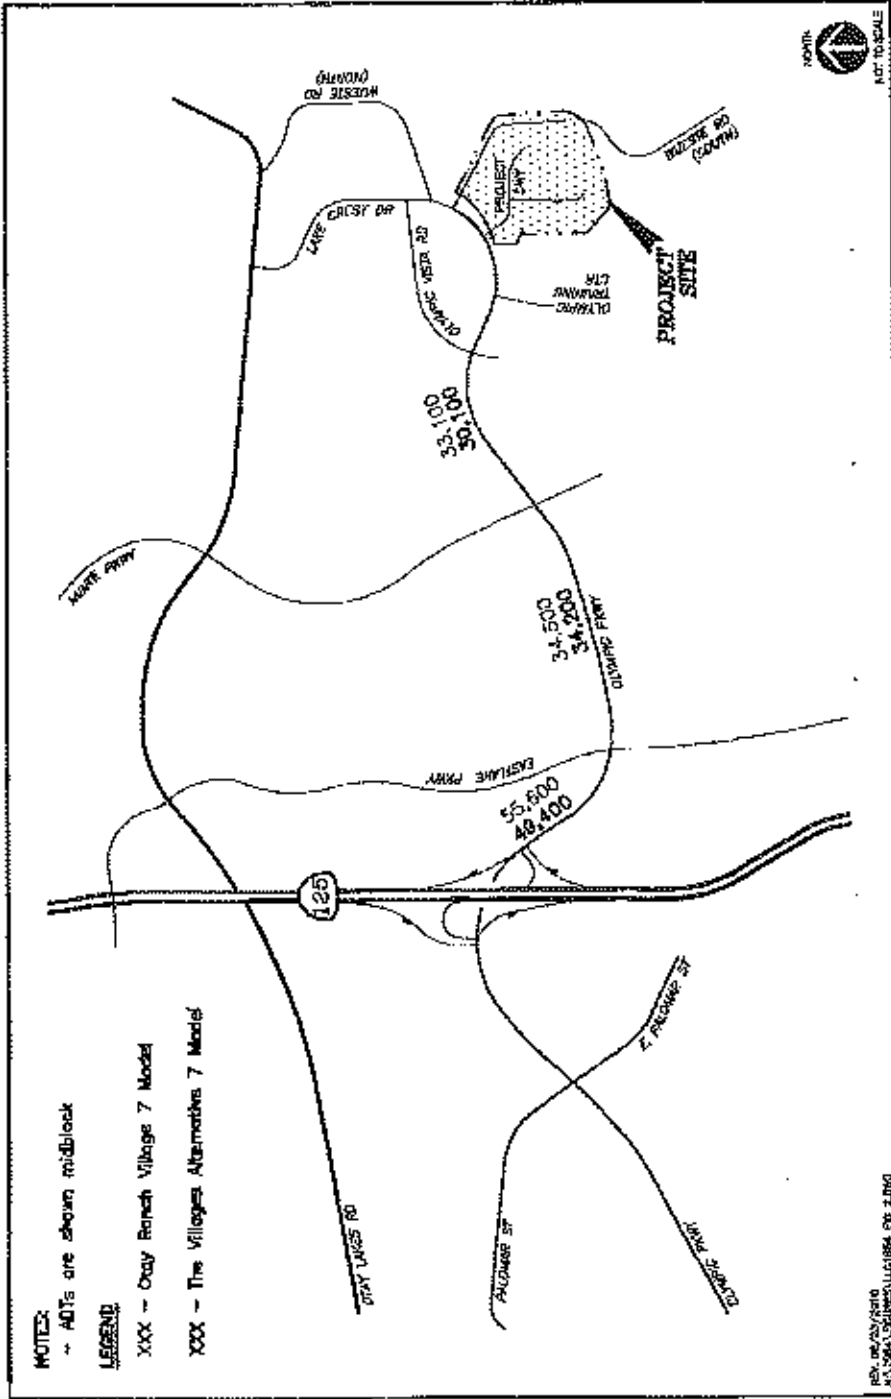 NOTES:
- ADTs are shown midblock
LEGEND
XXX - Otay Ranch Village 7 Model
XXX - The Villages Alternative 7 Model
OTAY LAKES RD
PALOMAR ST
OLYMPIC PKWY
E. PALOMAR ST
125
55,600
49,400
EASTLAKE PKWY
34,500
34,200
OLYMPIC PKWY
33,100
30,100
OLYMPIC VISTA RD
LAKE CREST DR
HUESTE RD
(NORTH)
OLYMPIC
TRAINING
CTR
PROJECT
DWY
HUESTE RD
(SOUTH)
PROJECT
SITE
NORTH
NOT TO SCALE